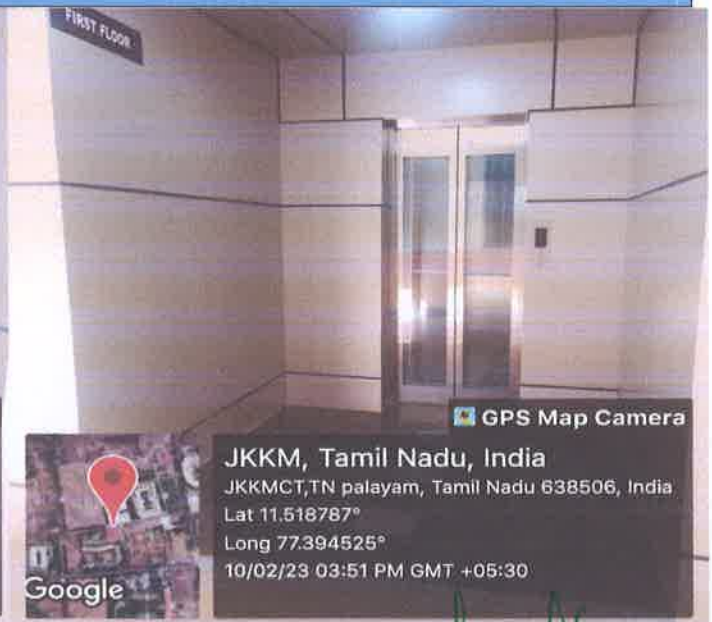 FIRST FLOOR
GPS Map Camera
JKKM, Tamil Nadu, India
JKKMCT,TN palayam, Tamil Nadu 638506, India
Lat 11.518787°
Long 77.394525°
10/02/23 03:51 PM GMT +05:30
Google